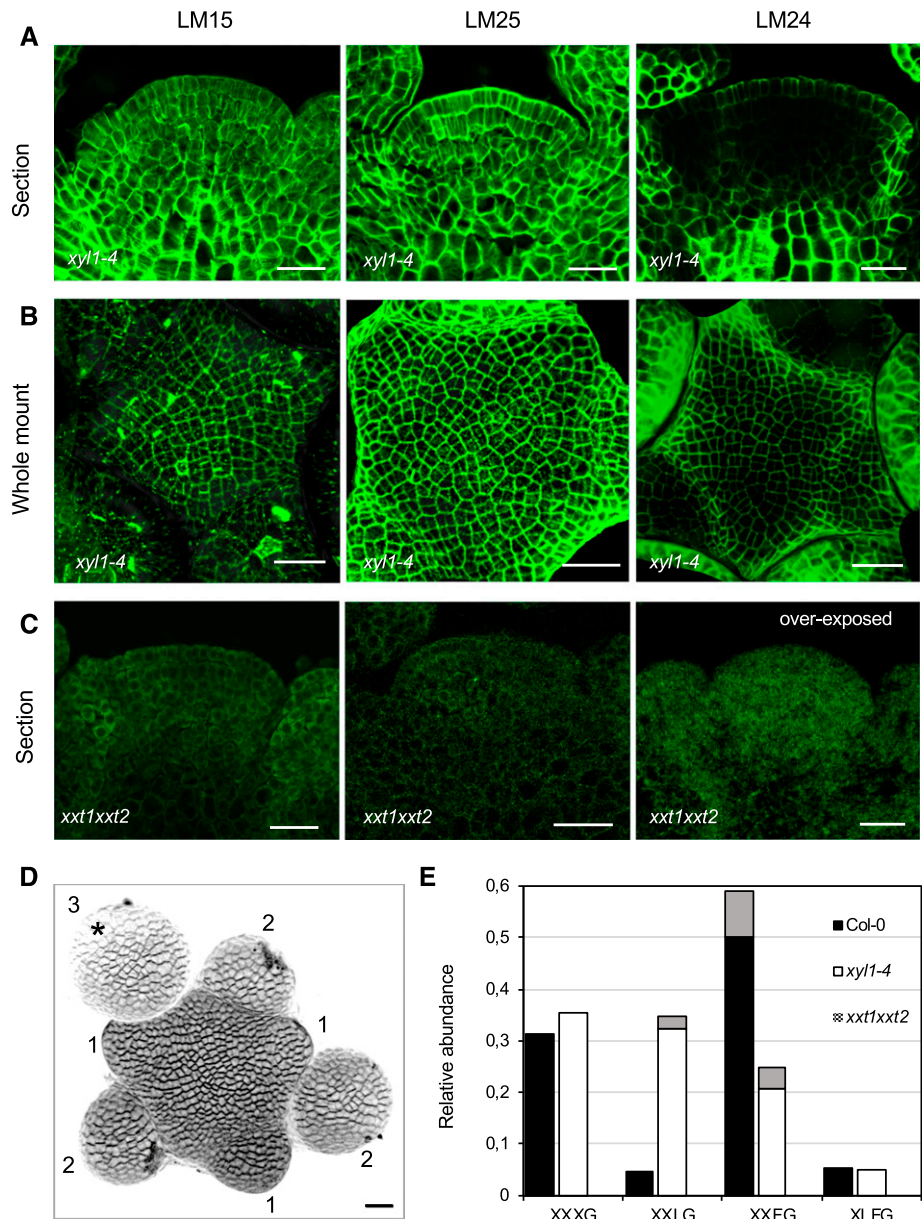 LM15 LM25 LM24
A
Section
xyl1-4 xyl1-4 xyl1-4
B
Whole mount
xyl1-4 xyl1-4 xyl1-4
C
over-exposed
Section
xxt1xxt2 xxt1xxt2 xxt1xxt2
D
3
*
2
1
1
2
2
1
E
Relative abundance
0,6
0,5
0,4
0,3
0,2
0,1
0
Col-0
xyl1-4
xxt1xxt2
XXXG XXLG XXFG XLFG